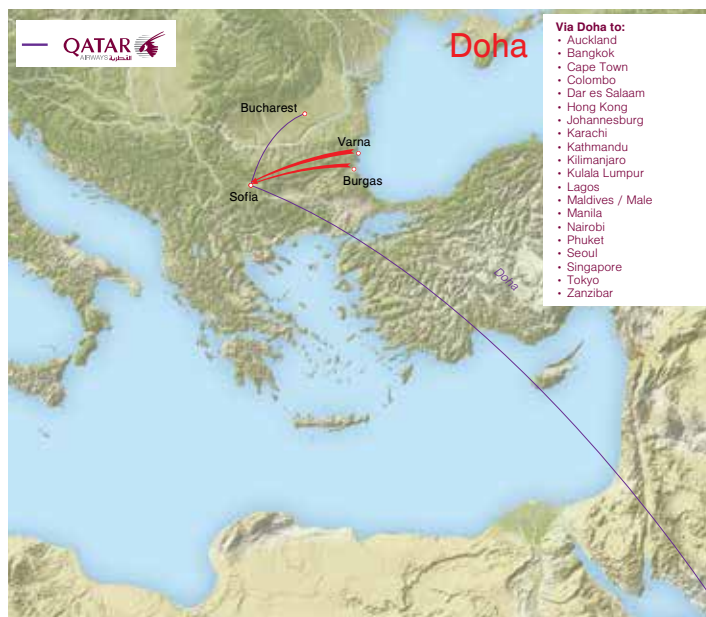 QATAR
AIRWAYS القطرية
Doha
Via Doha to:
• Auckland
• Bangkok
• Cape Town
• Colombo
• Dar es Salaam
• Hong Kong
• Johannesburg
• Karachi
• Kathmandu
• Kilimanjaro
• Kulala Lumpur
• Lagos
• Maldives / Male
• Manila
• Nairobi
• Phuket
• Seoul
• Singapore
• Tokyo
• Zanzibar
Bucharest
Varna
Burgas
Sofia
Doha